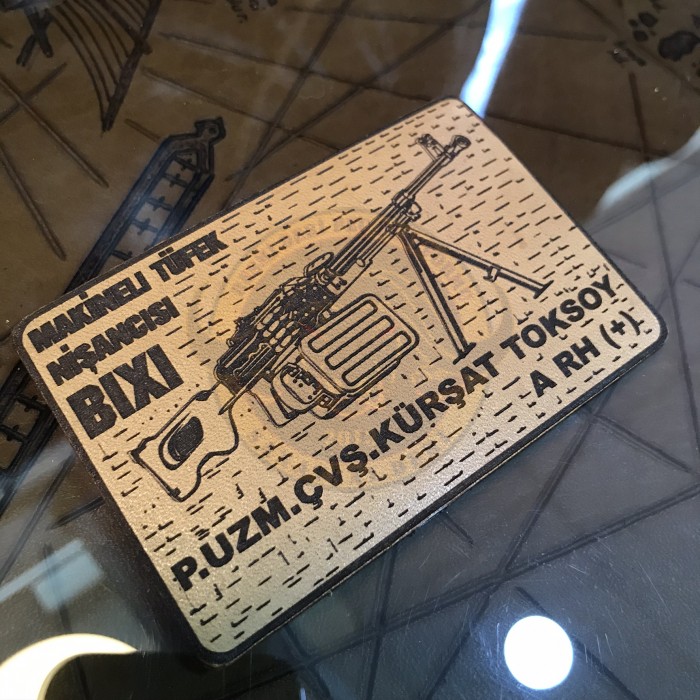 MAKİNELİ TÜFEK
NİŞANCISI
BIXI
P.UZM.ÇVŞ.KÜRŞAT TOKSOY
A RH (+)